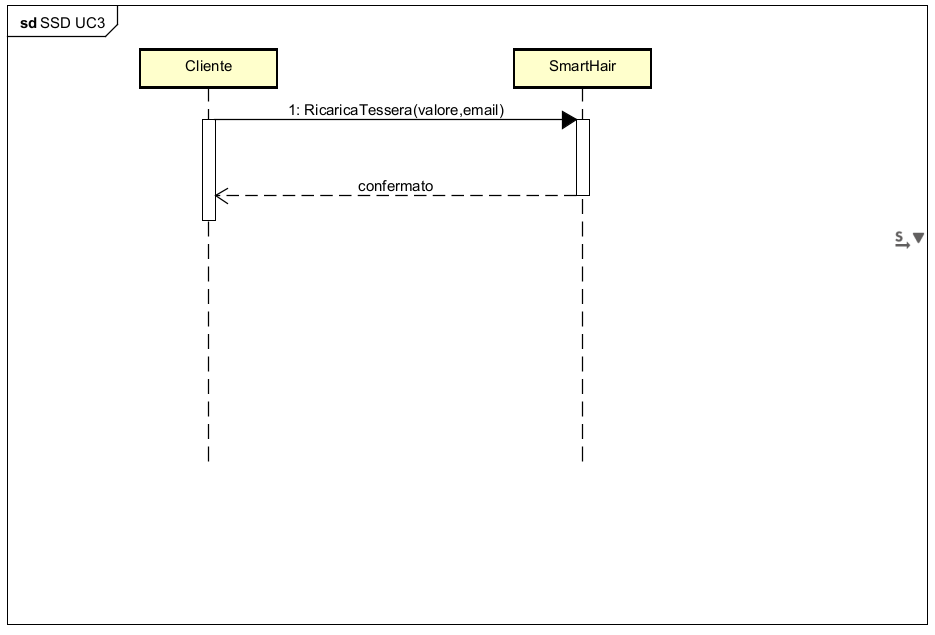 sd SSD UC3
Cliente
SmartHair
1: RicaricaTessera(valore,email)
confermato
S